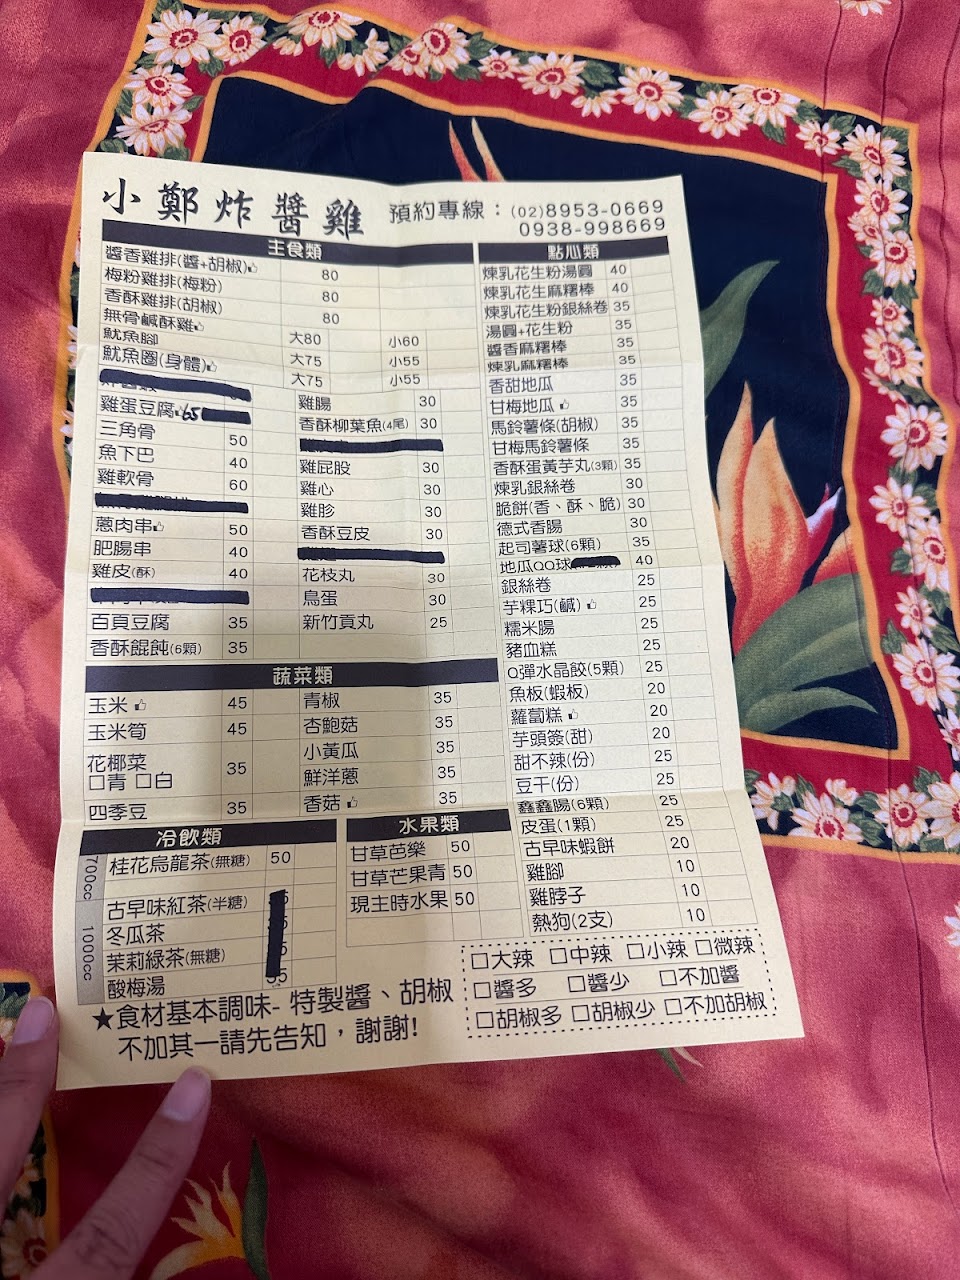 小鄭炸醬雞
預約專線：(02)8953-0669
0938-998669
主食類
醬香雞排(醬+胡椒) 80
梅粉雞排(梅粉) 80
香酥雞排(胡椒) 80
無骨鹹酥雞 大80 小60
魷魚腳 大75 小55
魷魚圈(身體) 大75 小55
雞蛋豆腐 65
三角骨 50
魚下巴 40
雞軟骨 60
蔥肉串 50
肥腸串 40
雞皮(酥) 40
百頁豆腐 35
香酥餛飩(6顆) 35
雞腸 30
香酥柳葉魚(4尾) 30
雞屁股 30
雞心 30
雞胗 30
香酥豆皮 30
花枝丸 30
鳥蛋 30
新竹貢丸 25
蔬菜類
玉米 45
玉米筍 45
花椰菜 35
□青 □白
四季豆 35
青椒 35
杏鮑菇 35
小黃瓜 35
鮮洋蔥 35
香菇 35
冷飲類
700cc
桂花烏龍茶(無糖) 50
1000cc
古早味紅茶(半糖)
冬瓜茶
茉莉綠茶(無糖)
酸梅湯 35
水果類
甘草芭樂 50
甘草芒果青 50
現主時水果 50
點心類
煉乳花生粉湯圓 40
煉乳花生麻糬棒 40
煉乳花生粉銀絲卷 35
湯圓+花生粉 35
醬香麻糬棒 35
煉乳麻糬棒 35
香甜地瓜 35
甘梅地瓜 35
馬鈴薯條(胡椒) 35
甘梅馬鈴薯條 35
香酥蛋黃芋丸(3顆) 35
煉乳銀絲卷 30
脆餅(香、酥、脆) 30
德式香腸 30
起司薯球(6顆) 35
地瓜QQ球 40
銀絲卷 25
芋粿巧(鹹) 25
糯米腸 25
豬血糕 25
Q彈水晶餃(5顆) 25
魚板(蝦板) 20
蘿蔔糕 20
芋頭簽(甜) 20
甜不辣(份) 25
豆干(份) 25
鑫鑫腸(6顆) 25
皮蛋(1顆) 25
古早味蝦餅 20
雞腳 10
雞脖子 10
熱狗(2支) 10
□大辣 □中辣 □小辣 □微辣
□醬多 □醬少 □不加醬
□胡椒多 □胡椒少 □不加胡椒
★食材基本調味- 特製醬、胡椒
不加其一請先告知，謝謝!